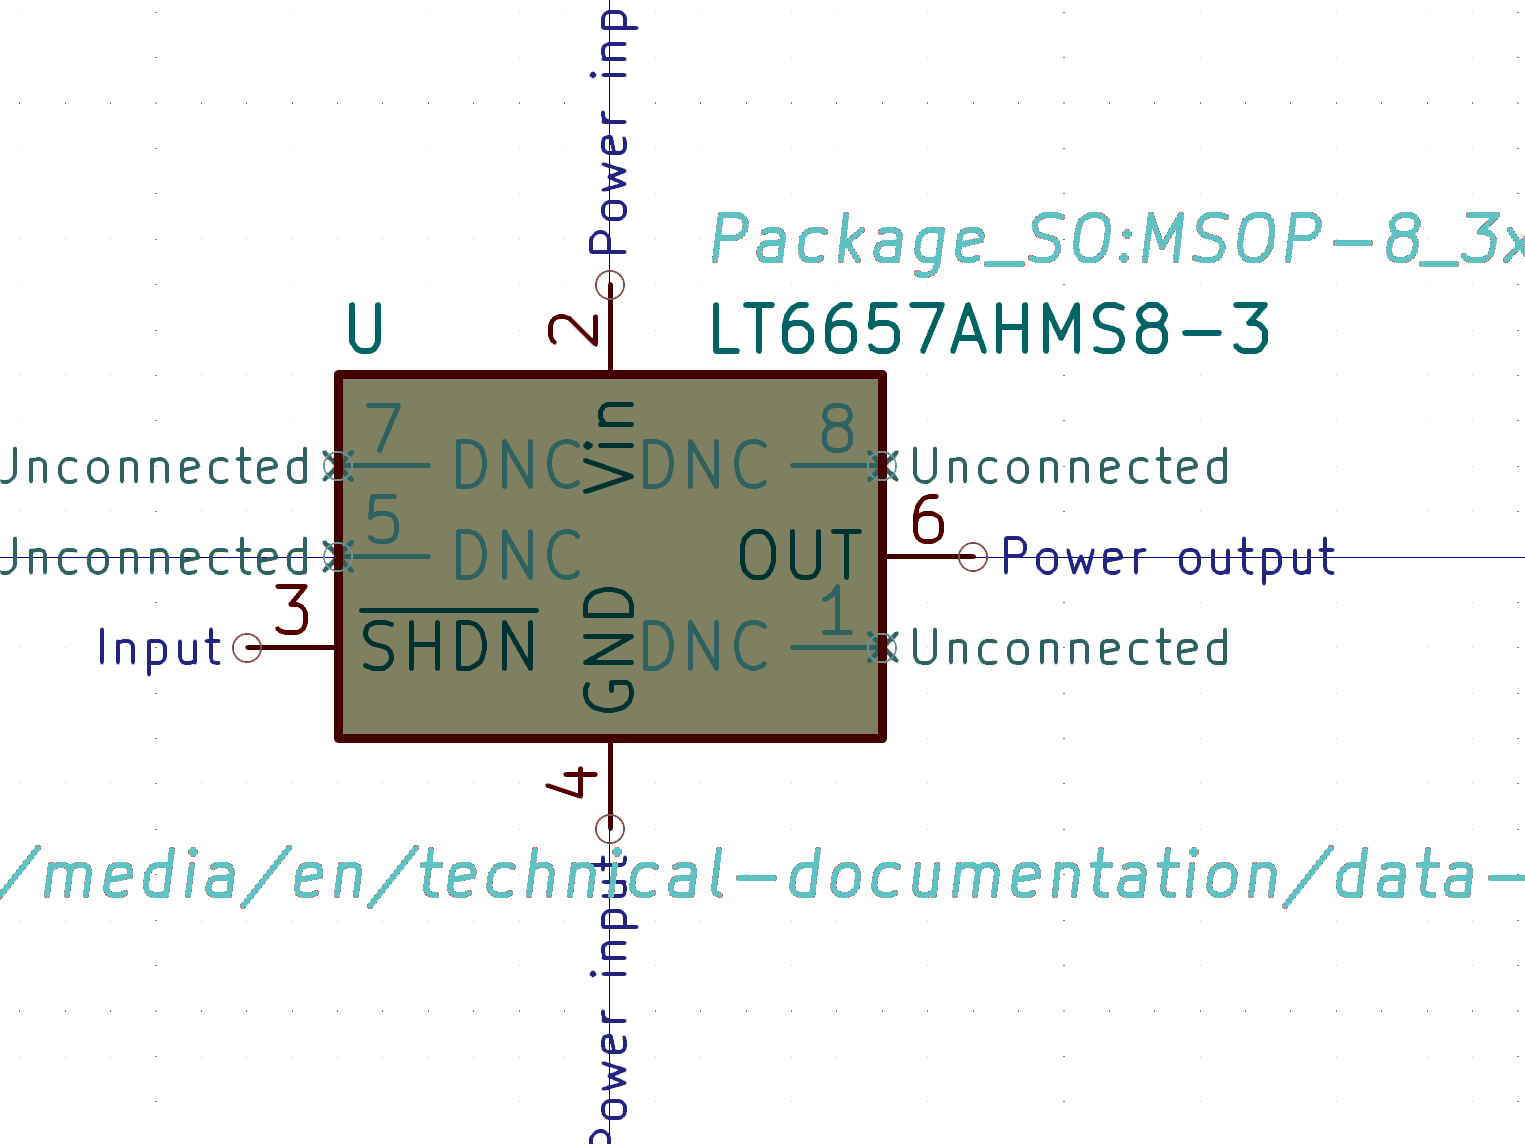 Power inp
Package_SO:MSOP-8_3x
U
2
LT6657AHMS8-3
7
Vin
8
Unconnected
DNC
DNC
Unconnected
5
6
Unconnected
DNC
OUT
Power output
3
1
Input
SHDN
GND
DNC
Unconnected
4
/media/en/technical-documentation/data-
Power input